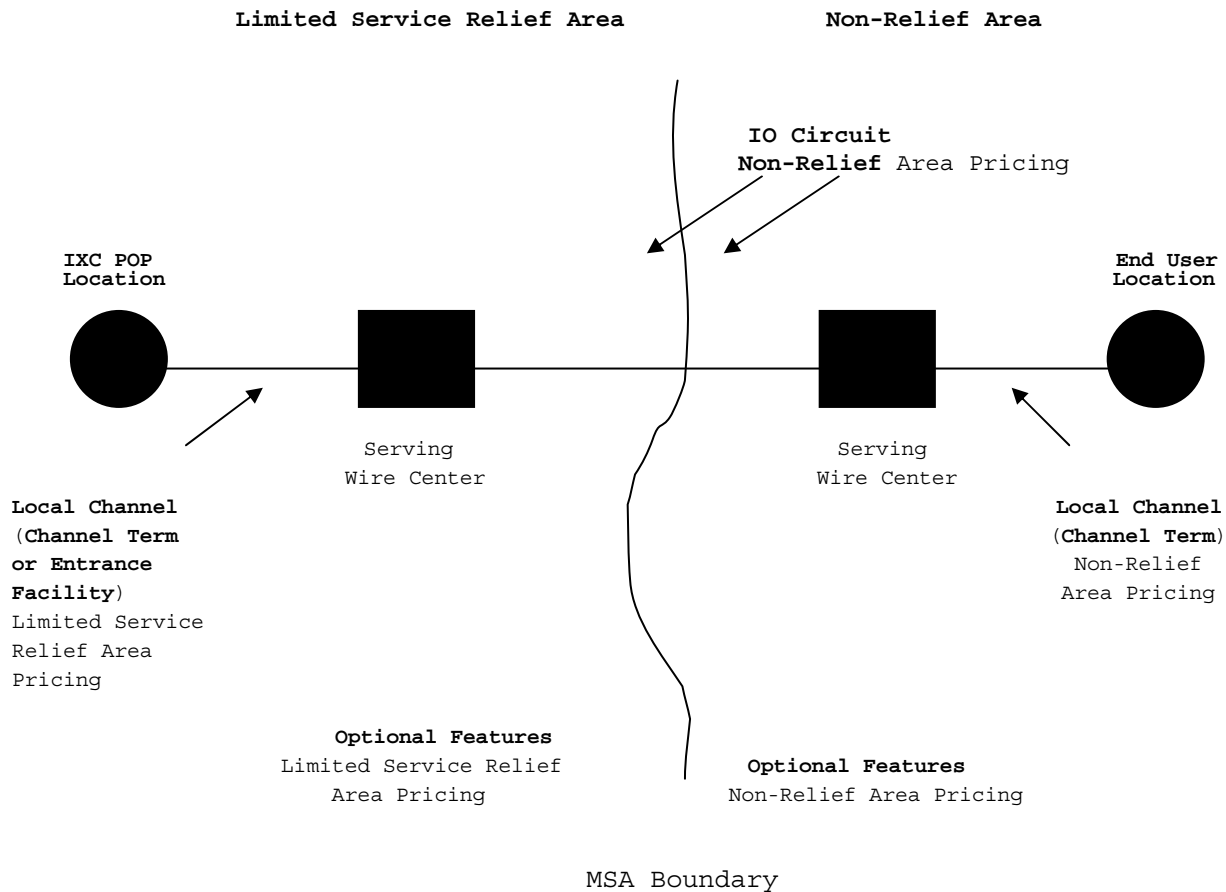 Limited Service Relief Area
Non-Relief Area
IO Circuit
Non-Relief Area Pricing
IXC POP
Location
End User
Location
Serving
Wire Center
Serving
Wire Center
Local Channel
(Channel Term
or Entrance
Facility)
Limited Service
Relief Area
Pricing
Local Channel
(Channel Term)
Non-Relief
Area Pricing
Optional Features
Limited Service Relief
Area Pricing
Optional Features
Non-Relief Area Pricing
MSA Boundary